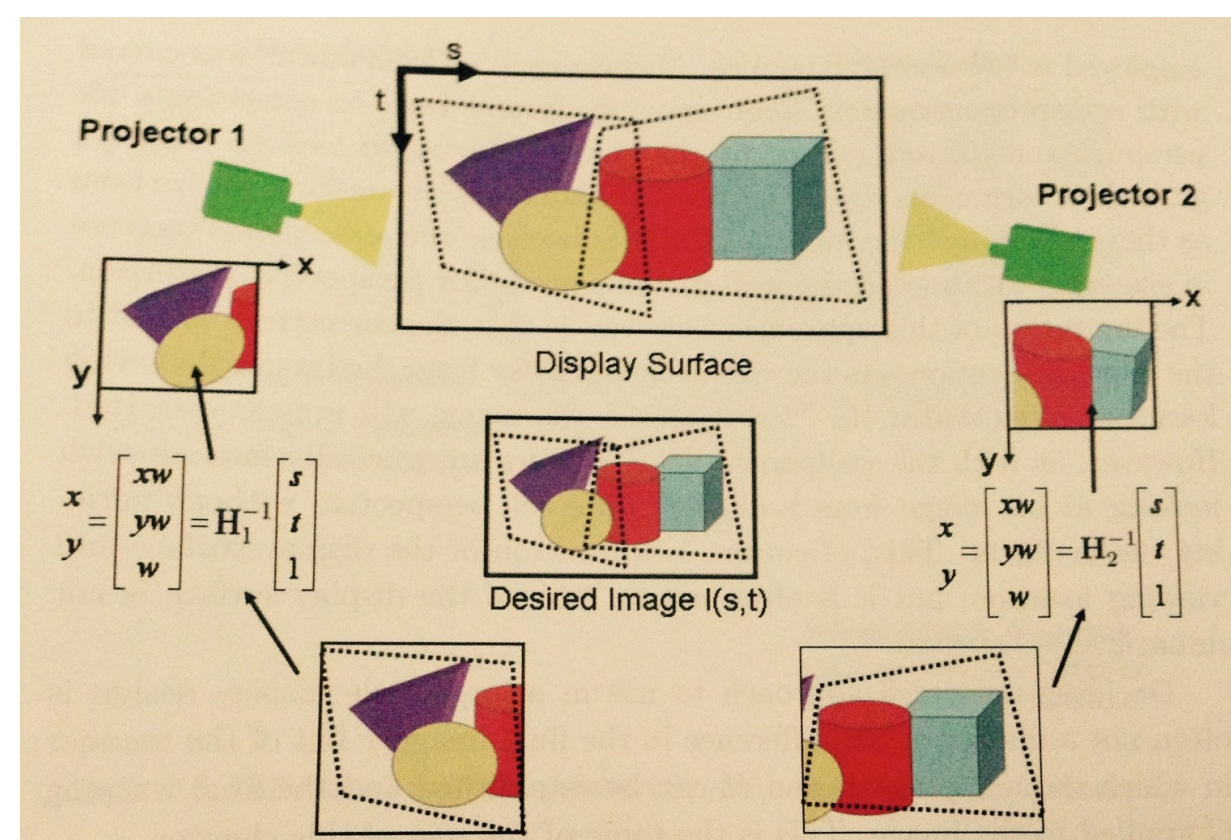 s
t
Projector 1
Projector 2
x
x
Display Surface
y
y
x
y
=
[ xw
yw
w ]
= H₁⁻¹
[ s
t
1 ]
Desired Image I(s,t)
x
y
=
[ xw
yw
w ]
= H₂⁻¹
[ s
t
1 ]